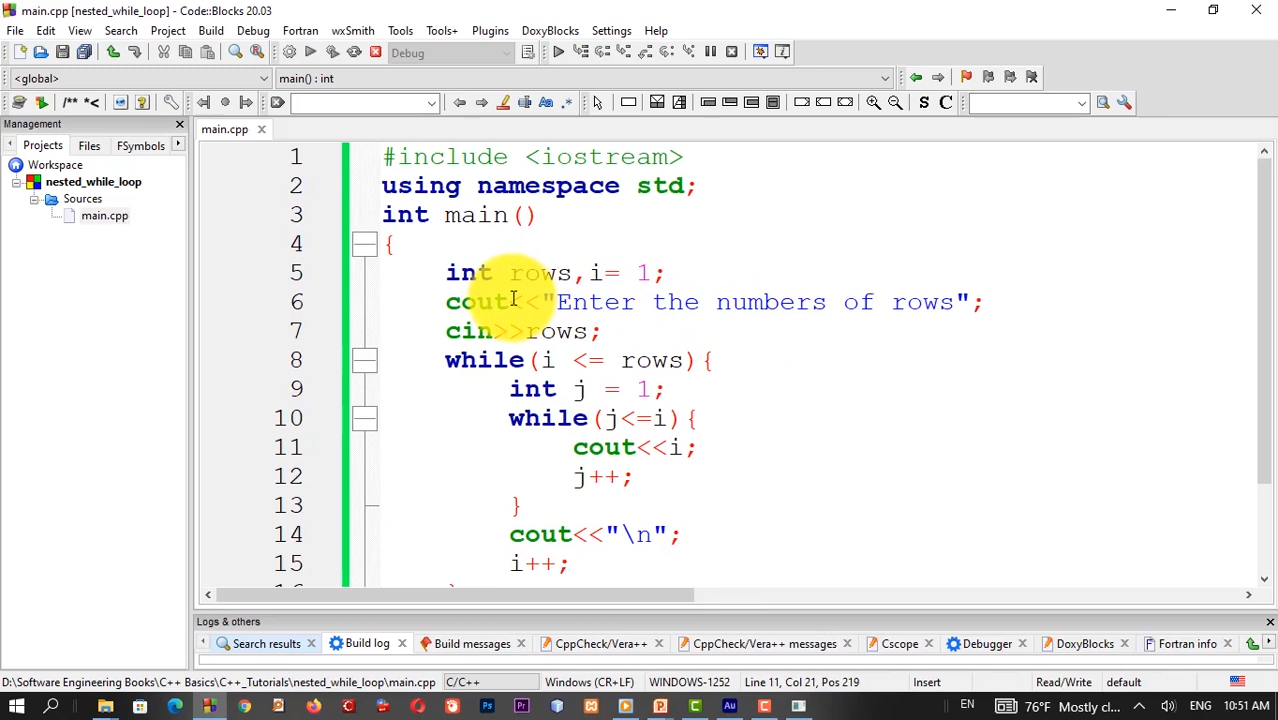 main.cpp [nested_while_loop] - Code::Blocks 20.03
File Edit View Search Project Build Debug Fortran wxSmith Tools Tools+ Plugins DoxyBlocks Settings Help
Debug
<global> main() : int
/** *< Aa .* S C
Management
Projects Files FSymbols
main.cpp
Workspace
nested_while_loop
Sources
main.cpp
1 #include <iostream>
2 using namespace std;
3 int main()
4 {
5 int rows,i= 1;
6 cout<<"Enter the numbers of rows";
7 cin>>rows;
8 while(i <= rows){
9 int j = 1;
10 while(j<=i){
11 cout<<i;
12 j++;
13 }
14 cout<<"\n";
15 i++;
Logs & others
Search results Build log Build messages CppCheck/Vera++ CppCheck/Vera++ messages Cscope Debugger DoxyBlocks Fortran info
D:\Software Engineering Books\C++ Basics\C++_Tutorials\nested_while_loop\main.cpp C/C++ Windows (CR+LF) WINDOWS-1252 Line 11, Col 21, Pos 219 Insert Read/Write default
EN 76°F Mostly c... ENG 10:51 AM